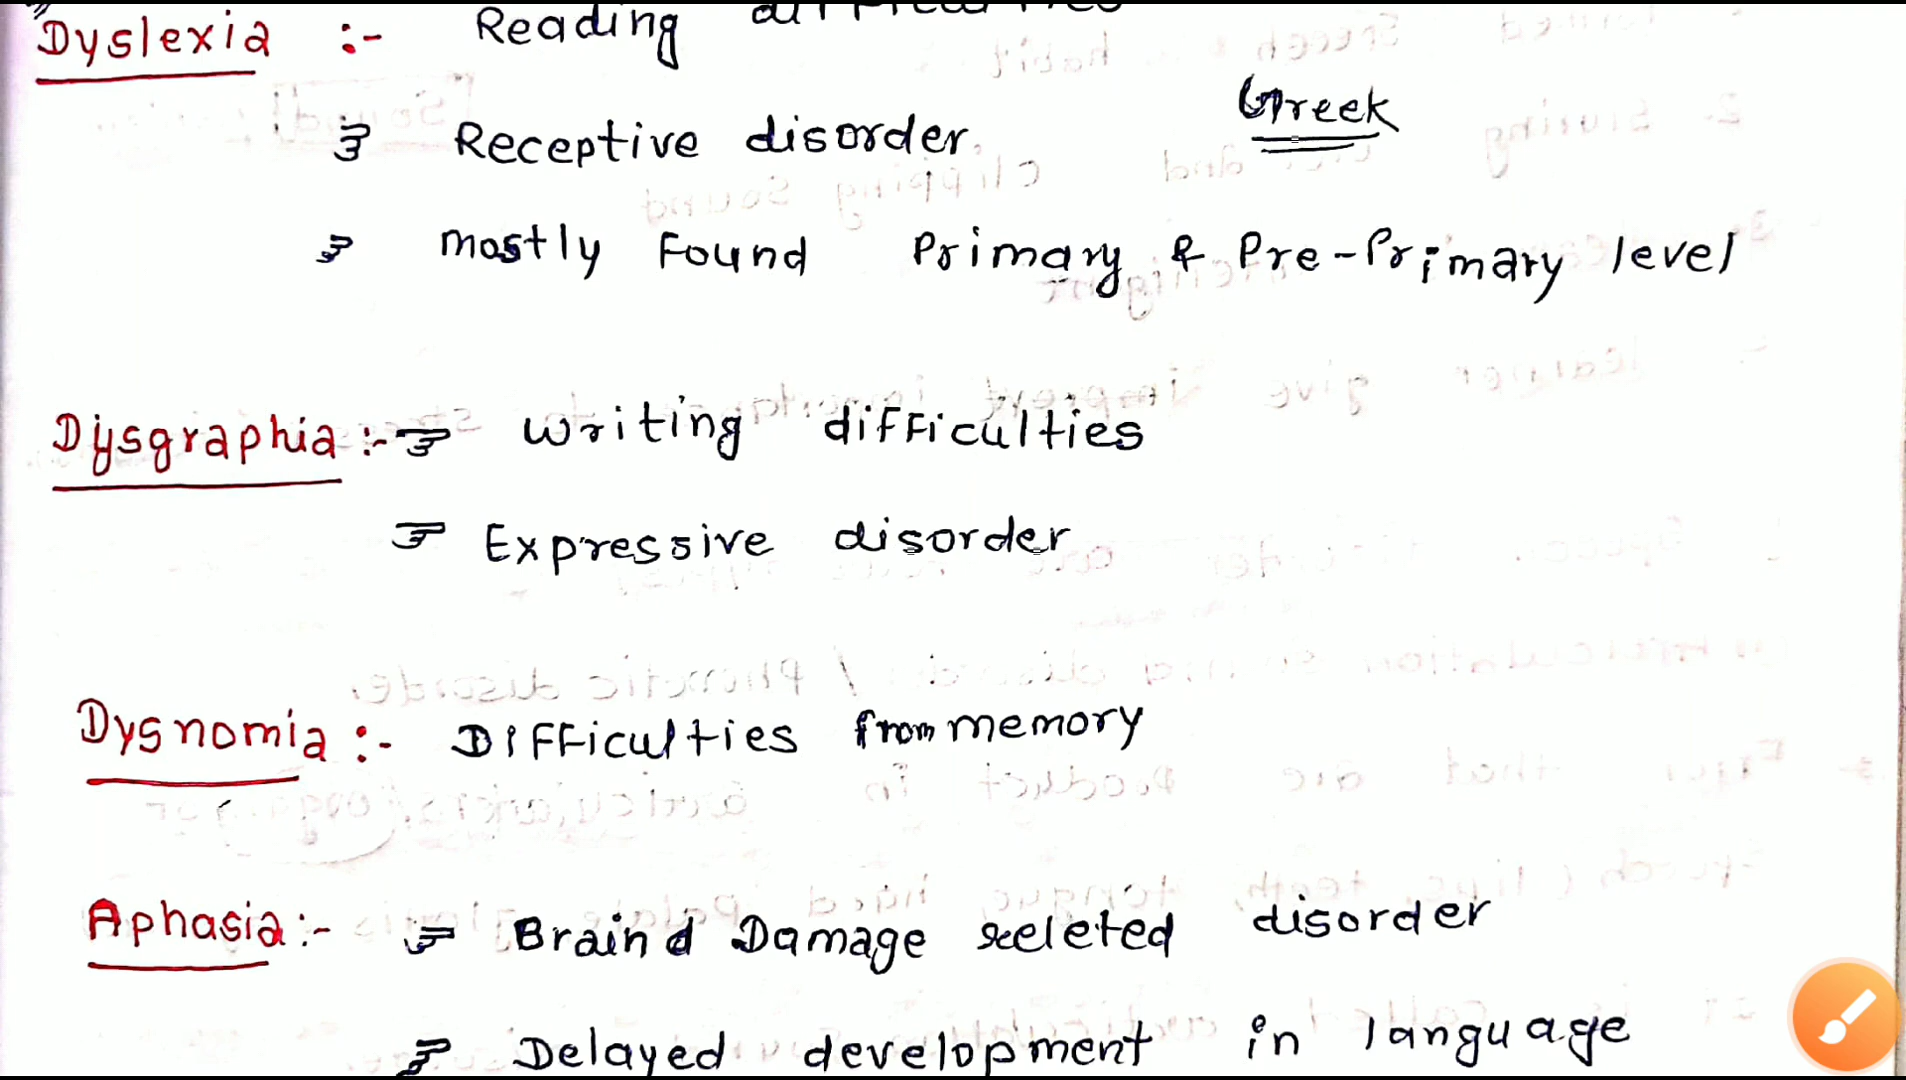 Dyslexia :- Reading difficulties
Receptive disorder
Greek
mostly Found Primary & Pre-Primary level
Dysgraphia :- Writing difficulties
Expressive disorder
Dysnomia :- Difficulties from memory
Aphasia :- Braind Damage releted disorder
Delayed development in language